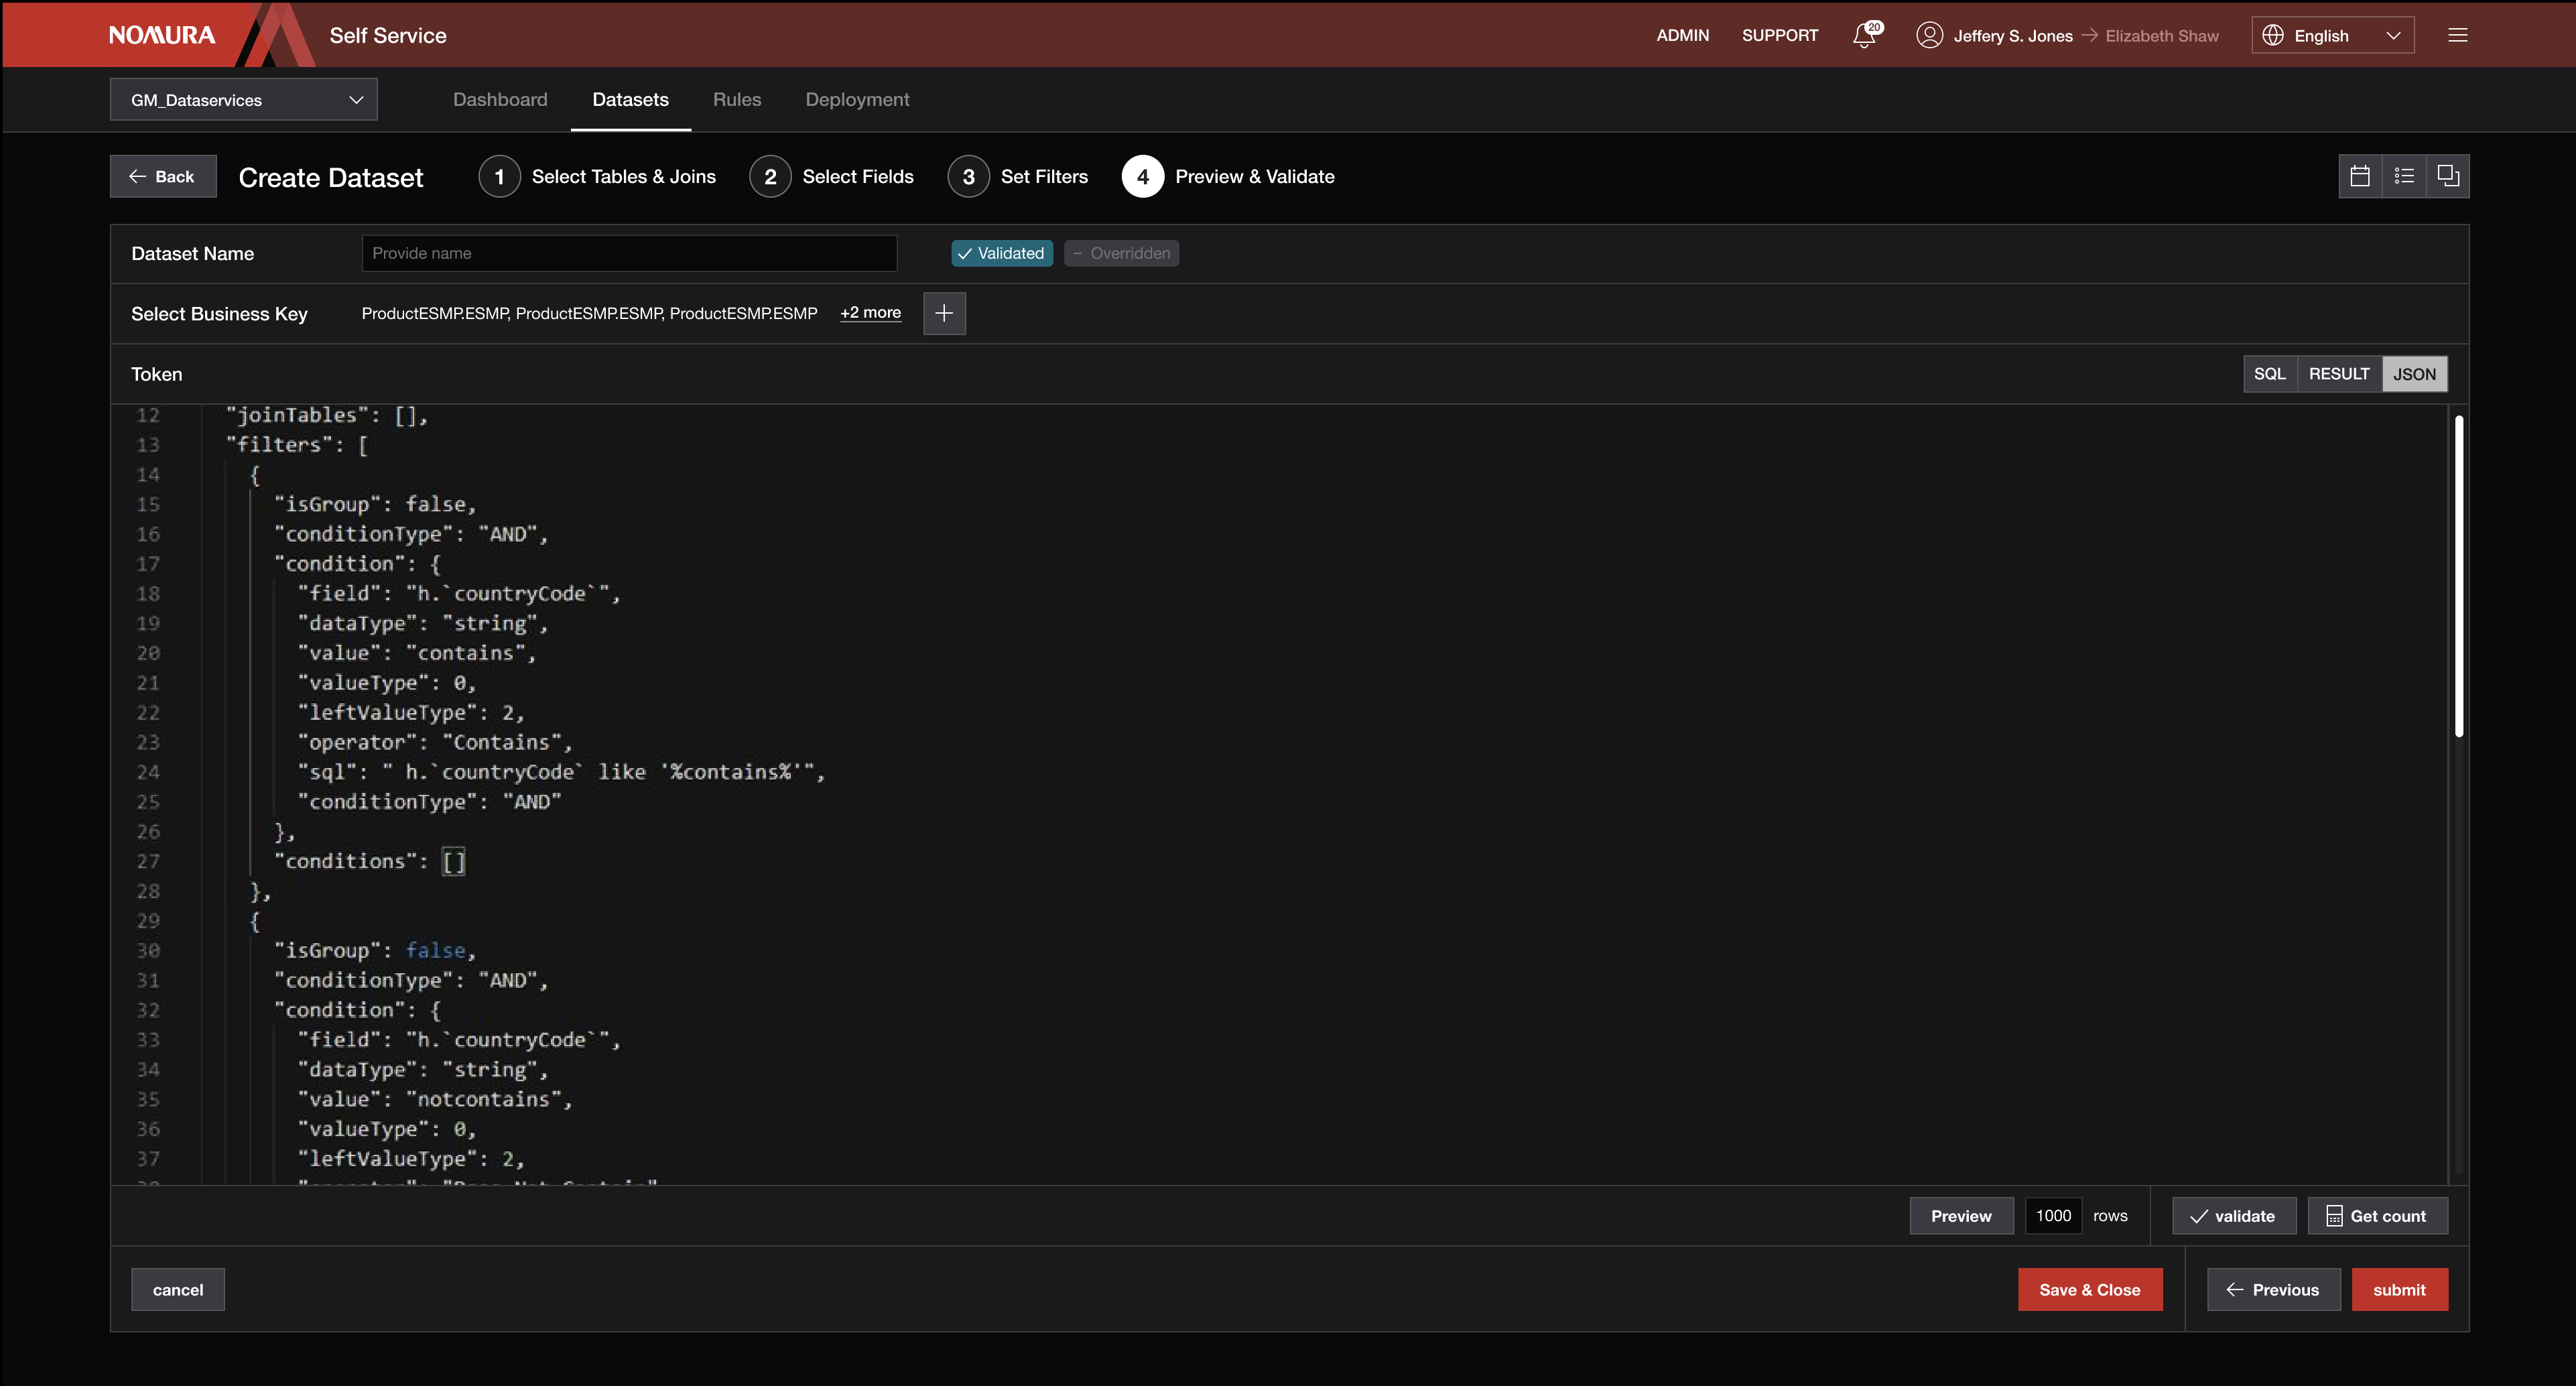 NOMURA Self Service ADMIN SUPPORT 20 Jeffery S. Jones → Elizabeth Shaw English
GM_Dataservices Dashboard Datasets Rules Deployment
← Back Create Dataset 1 Select Tables & Joins 2 Select Fields 3 Set Filters 4 Preview & Validate
Dataset Name Provide name ✓ Validated – Overridden
Select Business Key ProductESMP.ESMP, ProductESMP.ESMP, ProductESMP.ESMP +2 more +
Token SQL RESULT JSON
12 "joinTables": [],
13 "filters": [
14 {
15 "isGroup": false,
16 "conditionType": "AND",
17 "condition": {
18 "field": "h.`countryCode`",
19 "dataType": "string",
20 "value": "contains",
21 "valueType": 0,
22 "leftValueType": 2,
23 "operator": "Contains",
24 "sql": " h.`countryCode` like '%contains%'",
25 "conditionType": "AND"
26 },
27 "conditions": []
28 },
29 {
30 "isGroup": false,
31 "conditionType": "AND",
32 "condition": {
33 "field": "h.`countryCode`",
34 "dataType": "string",
35 "value": "notcontains",
36 "valueType": 0,
37 "leftValueType": 2,
Preview 1000 rows ✓ validate Get count
cancel Save & Close ← Previous submit